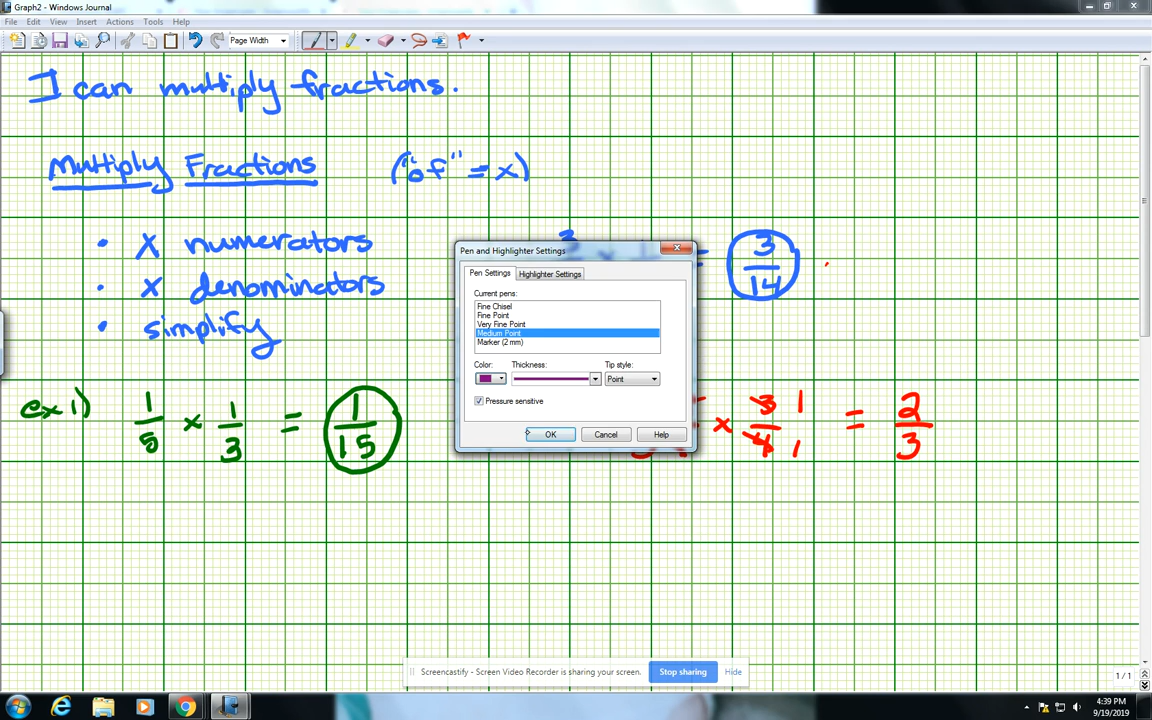 Graph2 - Windows Journal
File Edit View Insert Actions Tools Help
Page Width
I can multiply fractions.
Multiply Fractions ("of" = x)
• x numerators
• x denominators
• simplify
= 3/14
Pen and Highlighter Settings
Pen Settings Highlighter Settings
Current pens:
Fine Chisel
Fine Point
Very Fine Point
Medium Point
Marker (2 mm)
Color: Thickness: Tip style:
Point
Pressure sensitive
OK Cancel Help
ex 1) 1/5 x 1/3 = 1/15
x 3/4 1 1 = 2/3
Screencastify - Screen Video Recorder is sharing your screen. Stop sharing Hide
1 / 1
4:39 PM
9/19/2019